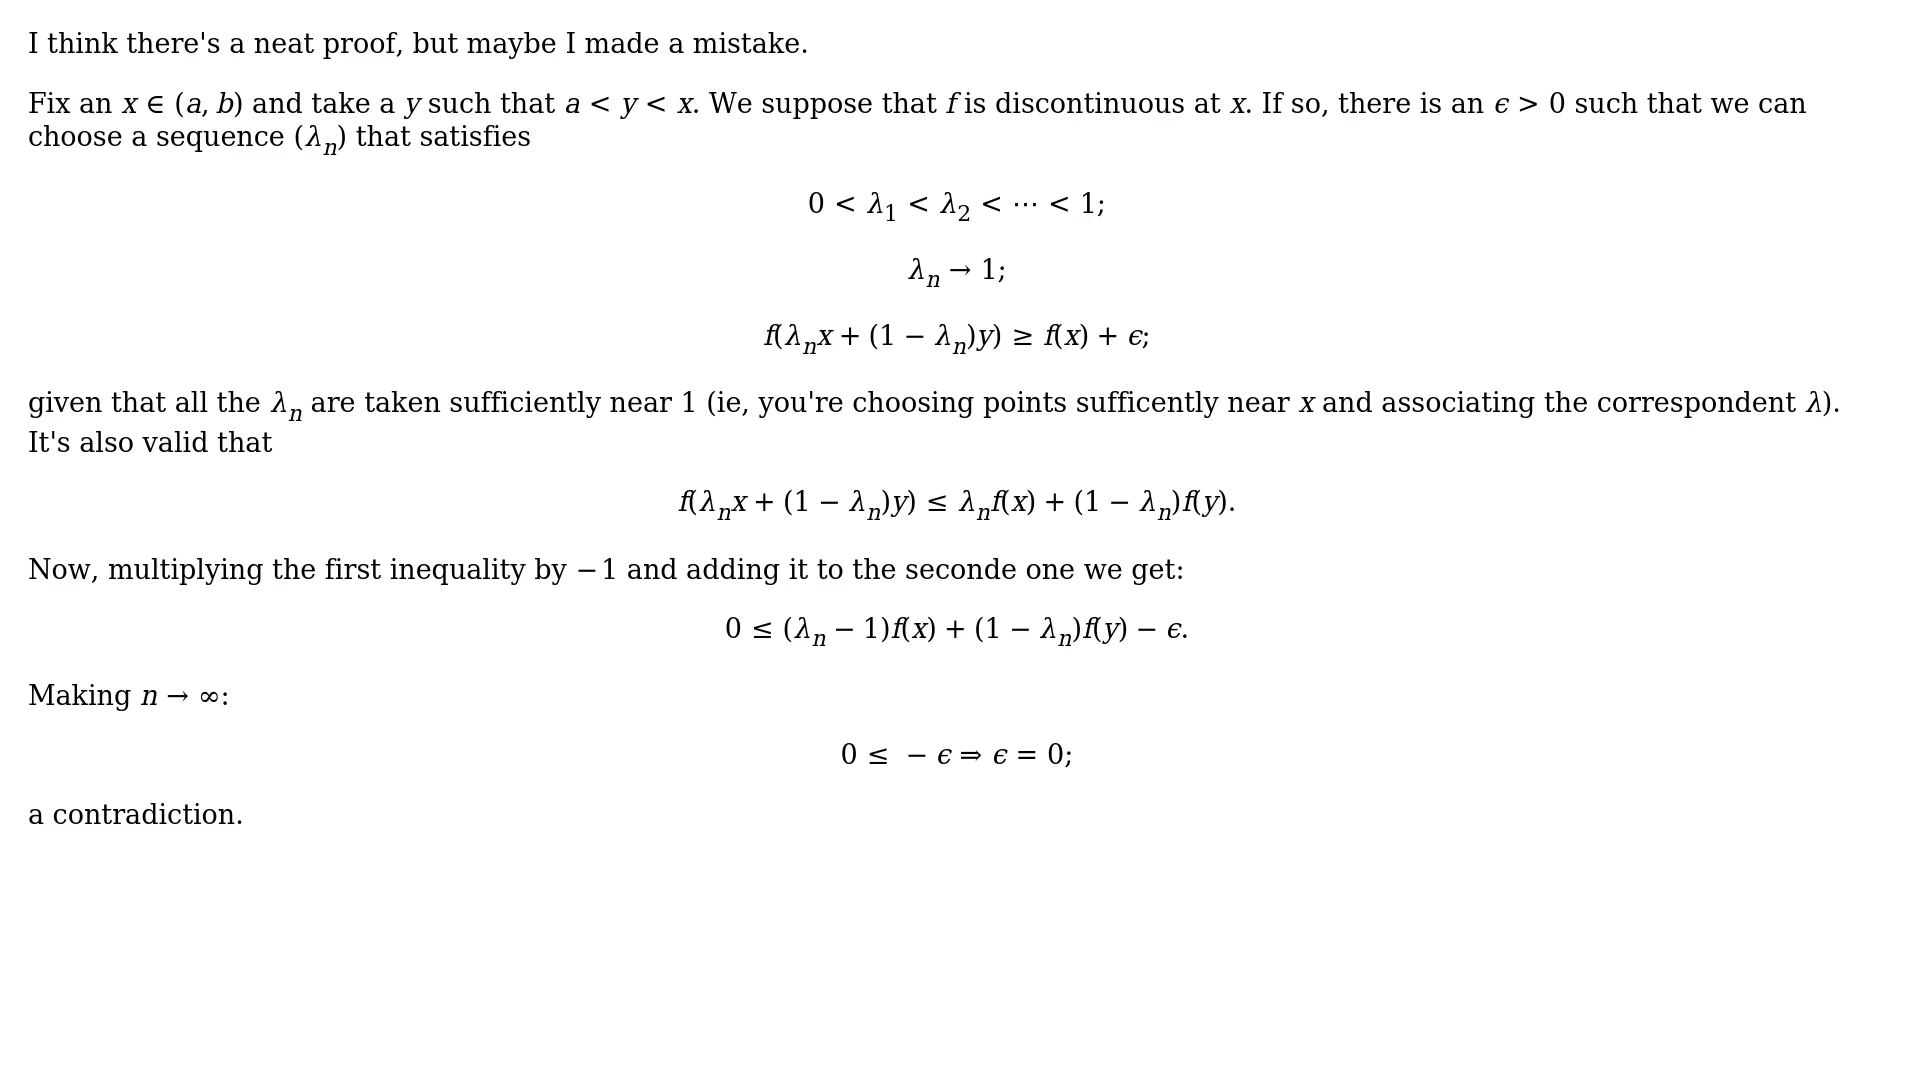 I think there's a neat proof, but maybe I made a mistake.
Fix an x ∈ (a, b) and take a y such that a < y < x. We suppose that f is discontinuous at x. If so, there is an ϵ > 0 such that we can
choose a sequence (λₙ) that satisfies
0 < λ₁ < λ₂ < ⋯ < 1;
λₙ → 1;
f(λₙx + (1 − λₙ)y) ≥ f(x) + ϵ;
given that all the λₙ are taken sufficiently near 1 (ie, you're choosing points sufficently near x and associating the correspondent λ).
It's also valid that
f(λₙx + (1 − λₙ)y) ≤ λₙf(x) + (1 − λₙ)f(y).
Now, multiplying the first inequality by −1 and adding it to the seconde one we get:
0 ≤ (λₙ − 1)f(x) + (1 − λₙ)f(y) − ϵ.
Making n → ∞:
0 ≤ − ϵ ⇒ ϵ = 0;
a contradiction.